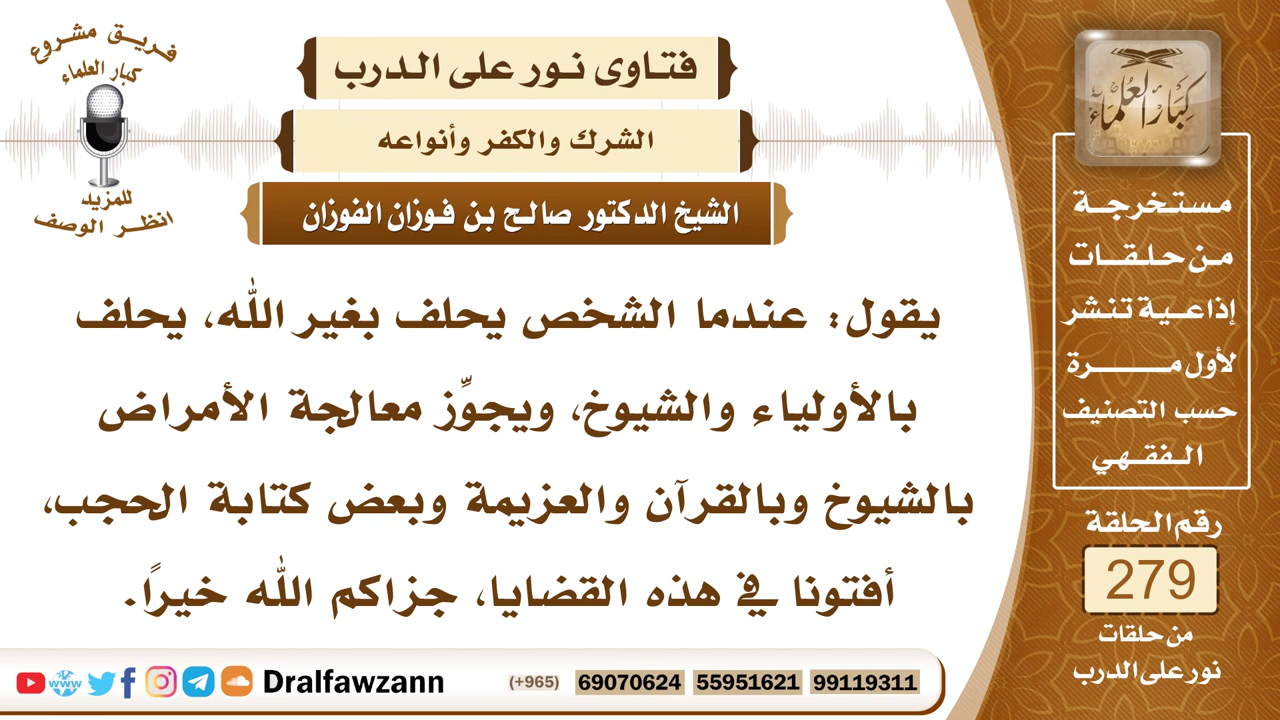 فريق مشروع
كبار العلماء
للمزيد
انظر الوصف
فتاوى نور على الدرب
الشرك والكفر وأنواعه
الشيخ الدكتور صالح بن فوزان الفوزان
يقول: عندما الشخص يحلف بغير الله، يحلف
بالأولياء والشيوخ، ويجوِّز معالجة الأمراض
بالشيوخ وبالقرآن والعزيمة وبعض كتابة الحجب،
أفتونا في هذه القضايا، جزاكم الله خيراً.
كبار العلماء
مستخرجة
من حلقات
إذاعية تنشر
لأول مرة
حسب التصنيف
الفقهي
رقم الحلقة
279
من حلقات
نور على الدرب
www Dralfawzann (+965) 69070624 55951621 99119311